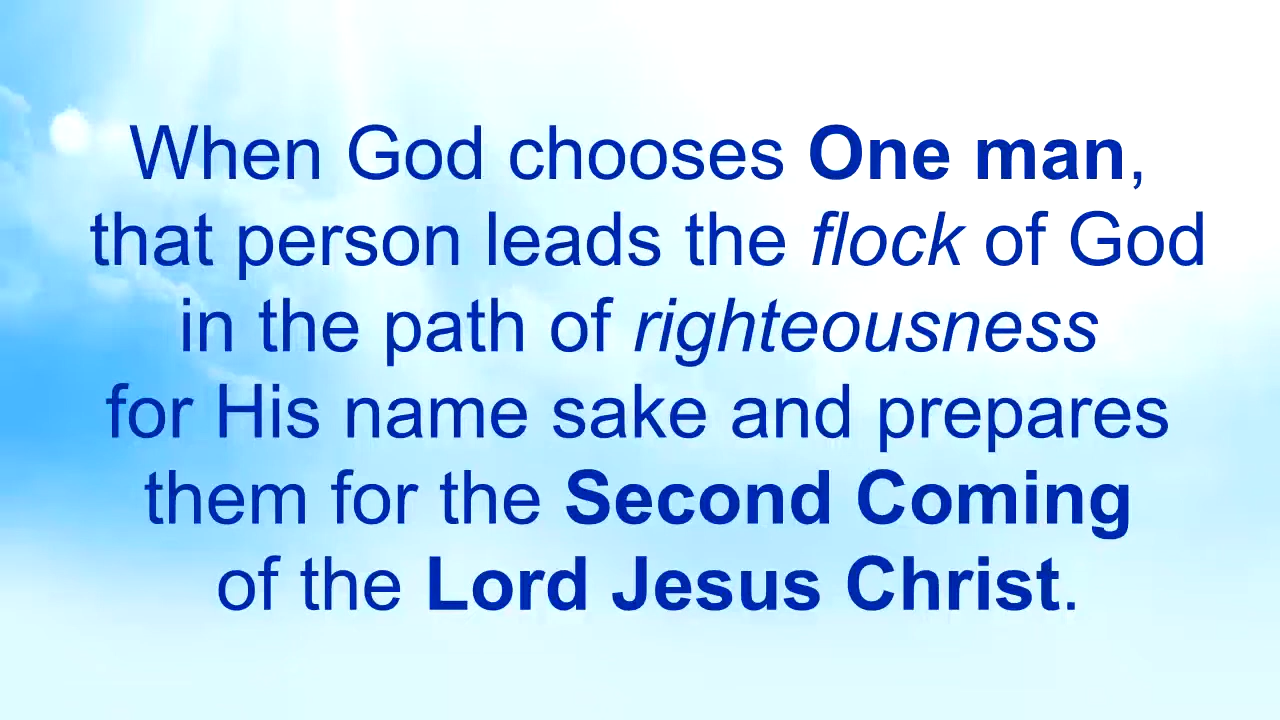 When God chooses One man,
that person leads the flock of God
in the path of righteousness
for His name sake and prepares
them for the Second Coming
of the Lord Jesus Christ.